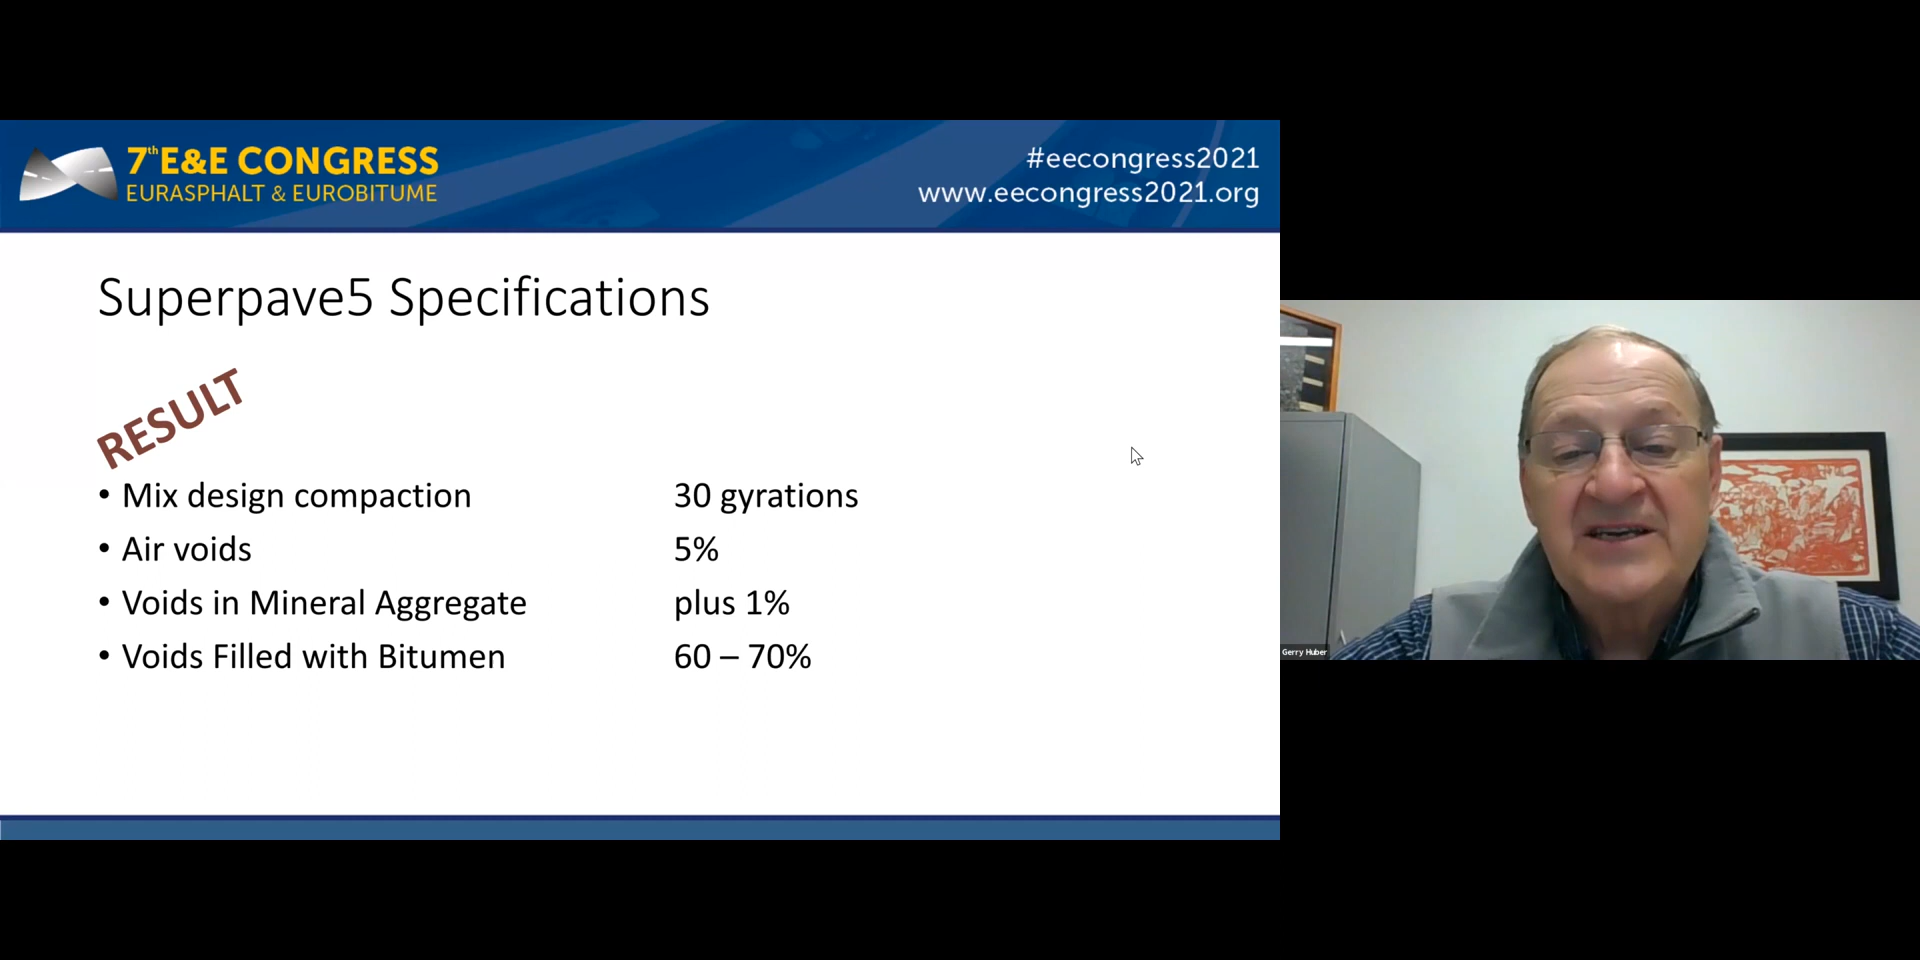 7th E&E CONGRESS
EURASPHALT & EUROBITUME
#eecongress2021
www.eecongress2021.org
Superpave5 Specifications
RESULT
• Mix design compaction 30 gyrations
• Air voids 5%
• Voids in Mineral Aggregate plus 1%
• Voids Filled with Bitumen 60 – 70%
Gerry Huber